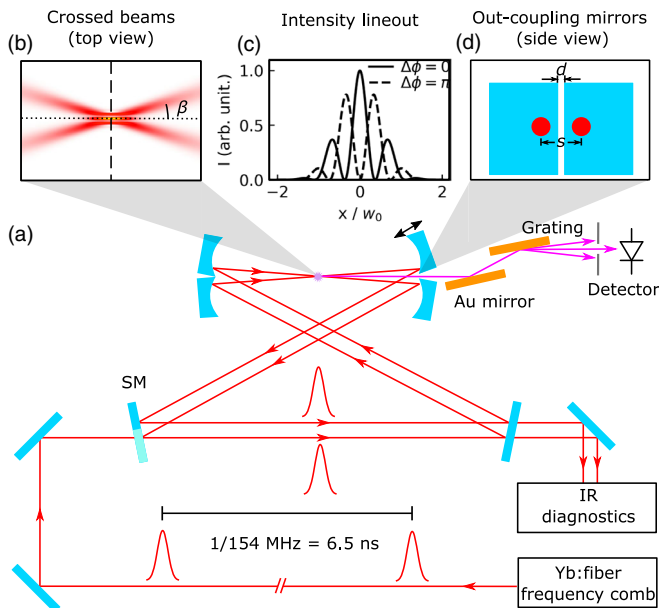 Crossed beams
(top view)
Intensity lineout
Out-coupling mirrors
(side view)
(b)
(c)
(d)
β
I (arb. unit.)
1.0
0.5
0.0
Δϕ = 0
Δϕ = π
−2
0
2
x / w₀
d
s
(a)
Grating
Au mirror
Detector
SM
IR
diagnostics
1/154 MHz = 6.5 ns
Yb:fiber
frequency comb